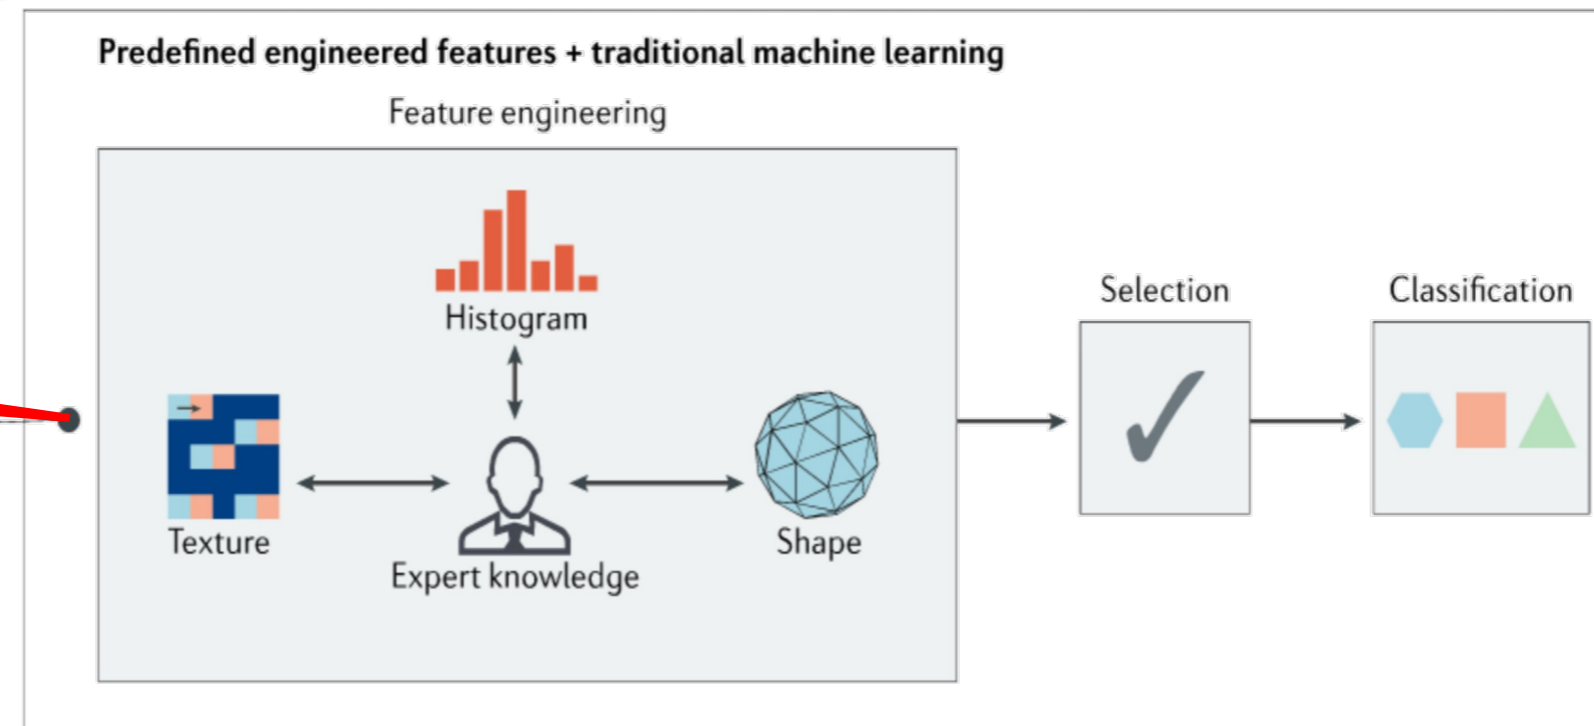 Predefined engineered features + traditional machine learning
Feature engineering
Histogram
Selection
Classification
Texture
Shape
Expert knowledge